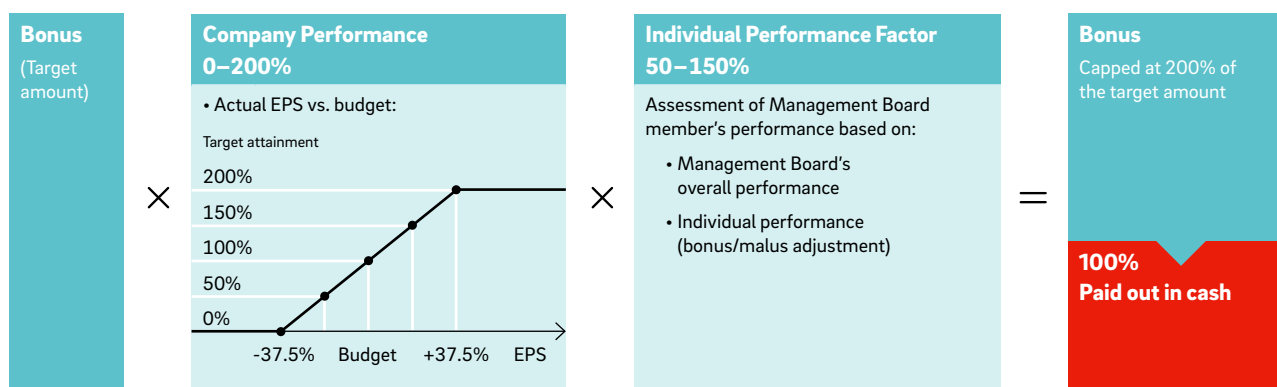 Bonus
(Target
amount)
×
Company Performance
0–200%
• Actual EPS vs. budget:
Target attainment
200%
150%
100%
50%
0%
-37.5%
Budget
+37.5%
EPS
×
Individual Performance Factor
50–150%
Assessment of Management Board
member's performance based on:
• Management Board's
overall performance
• Individual performance
(bonus/malus adjustment)
=
Bonus
Capped at 200% of
the target amount
100%
Paid out in cash